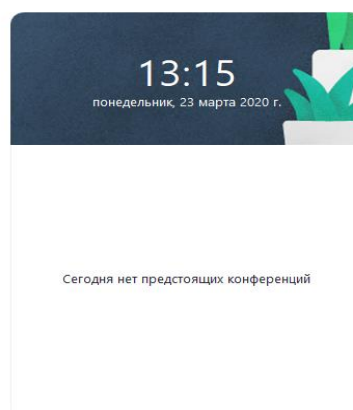 13:15
понедельник, 23 марта 2020 г.
Сегодня нет предстоящих конференций